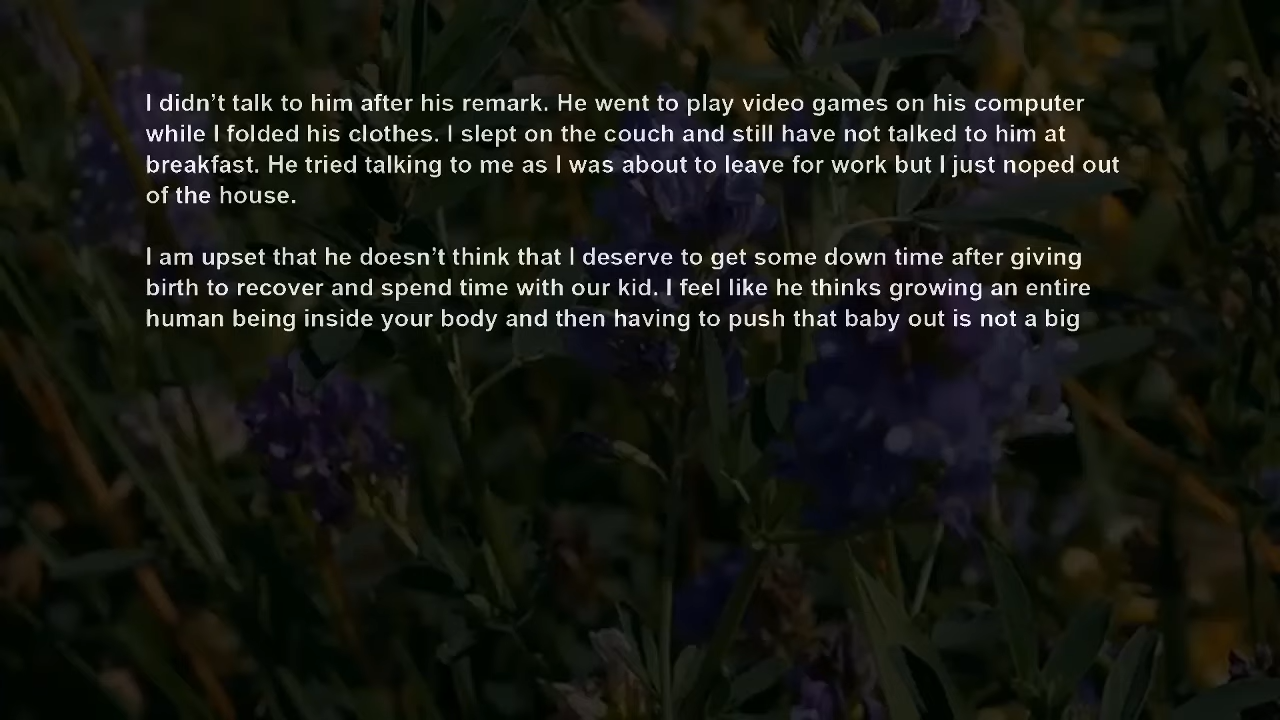 I didn’t talk to him after his remark. He went to play video games on his computer
while I folded his clothes. I slept on the couch and still have not talked to him at
breakfast. He tried talking to me as I was about to leave for work but I just noped out
of the house.
I am upset that he doesn’t think that I deserve to get some down time after giving
birth to recover and spend time with our kid. I feel like he thinks growing an entire
human being inside your body and then having to push that baby out is not a big